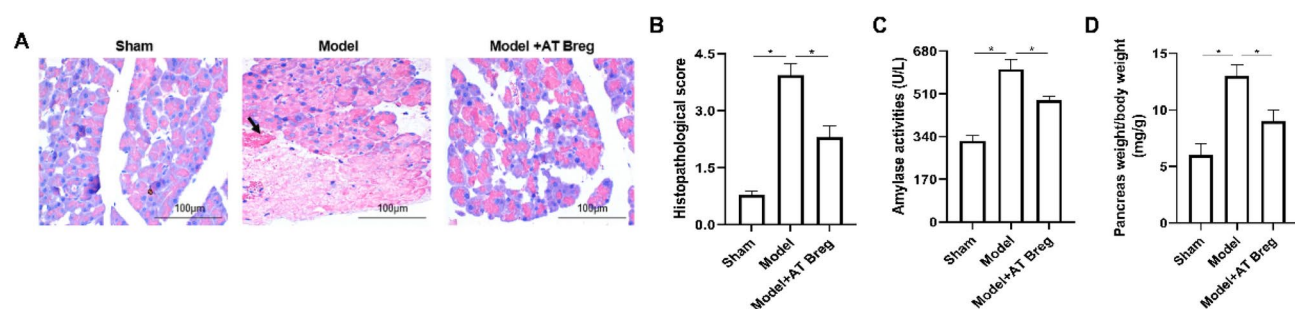 A
Sham
Model
Model +AT Breg
100μm
100μm
100μm
B
Histopathological score
4.5
3.0
1.5
0.0
*
*
Sham
Model
Model+AT Breg
C
Amylase activities (U/L)
680
510
340
170
0
*
*
Sham
Model
Model+AT Breg
D
Pancreas weight/body weight
(mg/g)
15
10
5
0
*
*
Sham
Model
Model+AT Breg